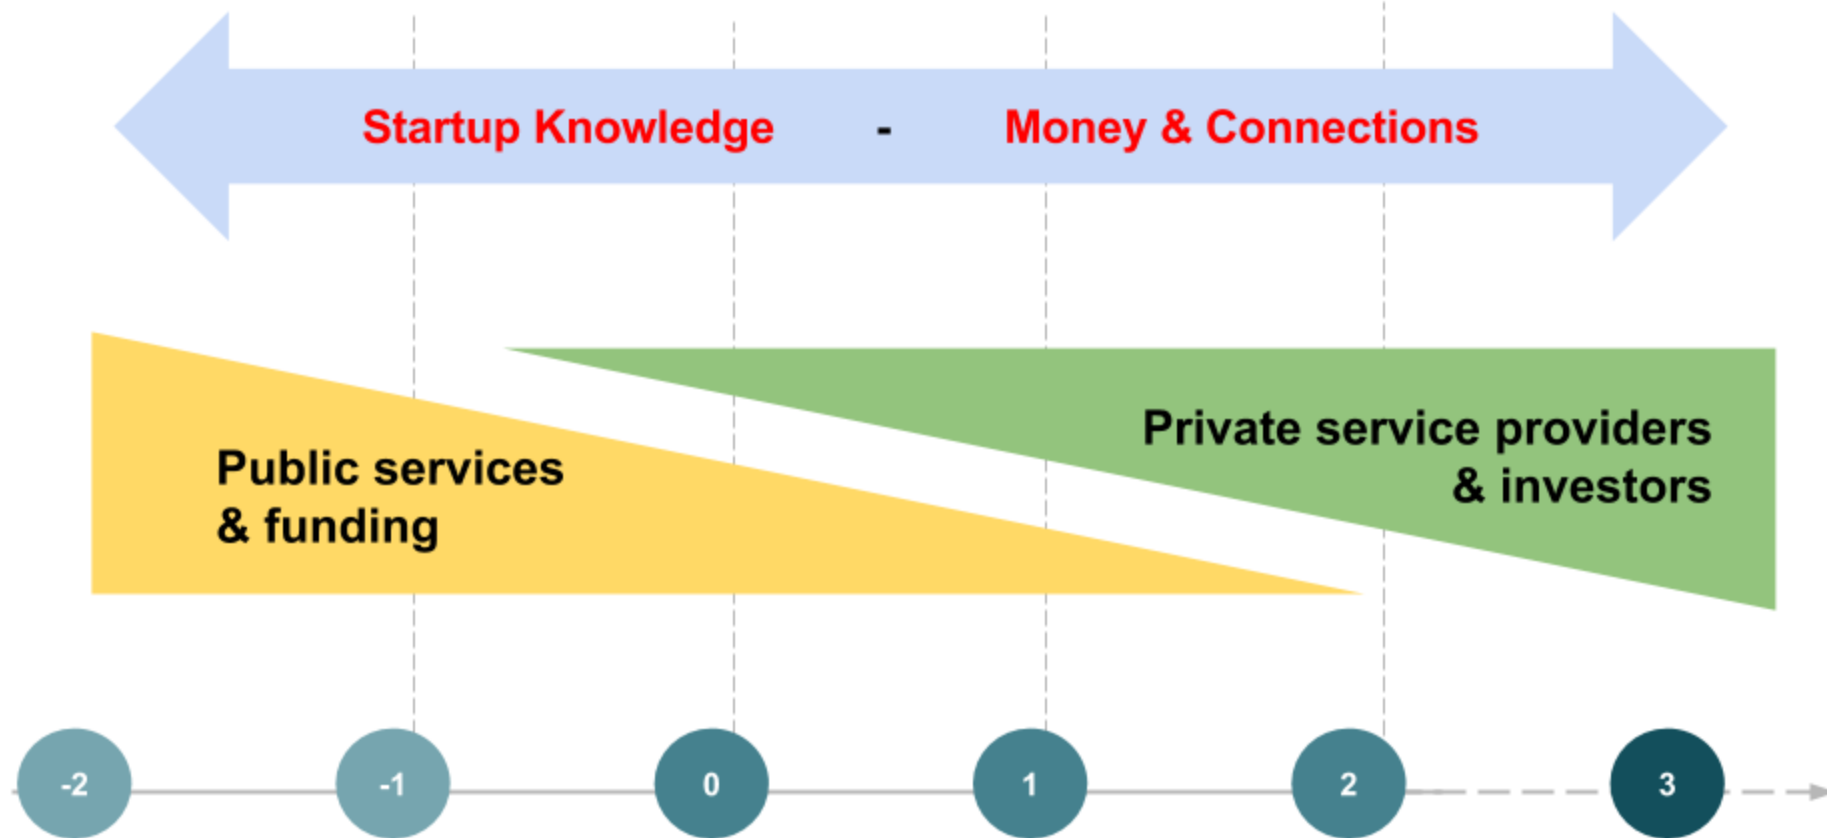 Startup Knowledge - Money & Connections
Public services
& funding
Private service providers
& investors
-2 -1 0 1 2 3